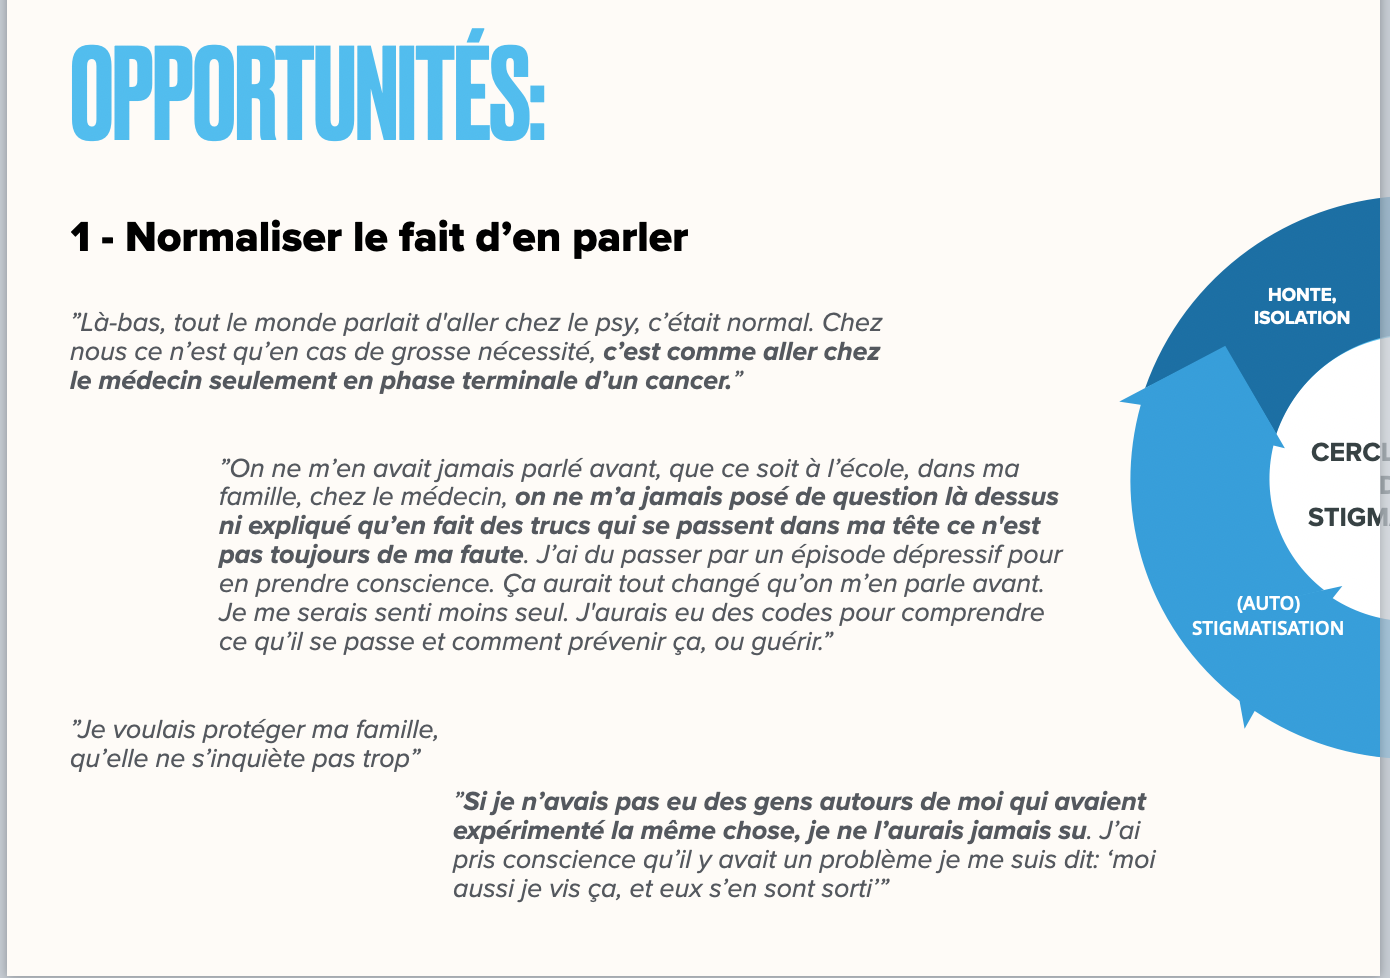 OPPORTUNITÉS:
1 - Normaliser le fait d’en parler
”Là-bas, tout le monde parlait d'aller chez le psy, c’était normal. Chez
nous ce n’est qu’en cas de grosse nécessité, c’est comme aller chez
le médecin seulement en phase terminale d’un cancer.”
”On ne m’en avait jamais parlé avant, que ce soit à l’école, dans ma
famille, chez le médecin, on ne m’a jamais posé de question là dessus
ni expliqué qu’en fait des trucs qui se passent dans ma tête ce n'est
pas toujours de ma faute. J’ai du passer par un épisode dépressif pour
en prendre conscience. Ça aurait tout changé qu’on m’en parle avant.
Je me serais senti moins seul. J'aurais eu des codes pour comprendre
ce qu’il se passe et comment prévenir ça, ou guérir.”
”Je voulais protéger ma famille,
qu’elle ne s’inquiète pas trop”
”Si je n’avais pas eu des gens autours de moi qui avaient
expérimenté la même chose, je ne l’aurais jamais su. J’ai
pris conscience qu’il y avait un problème je me suis dit: ‘moi
aussi je vis ça, et eux s’en sont sorti’”
HONTE,
ISOLATION
(AUTO)
STIGMATISATION